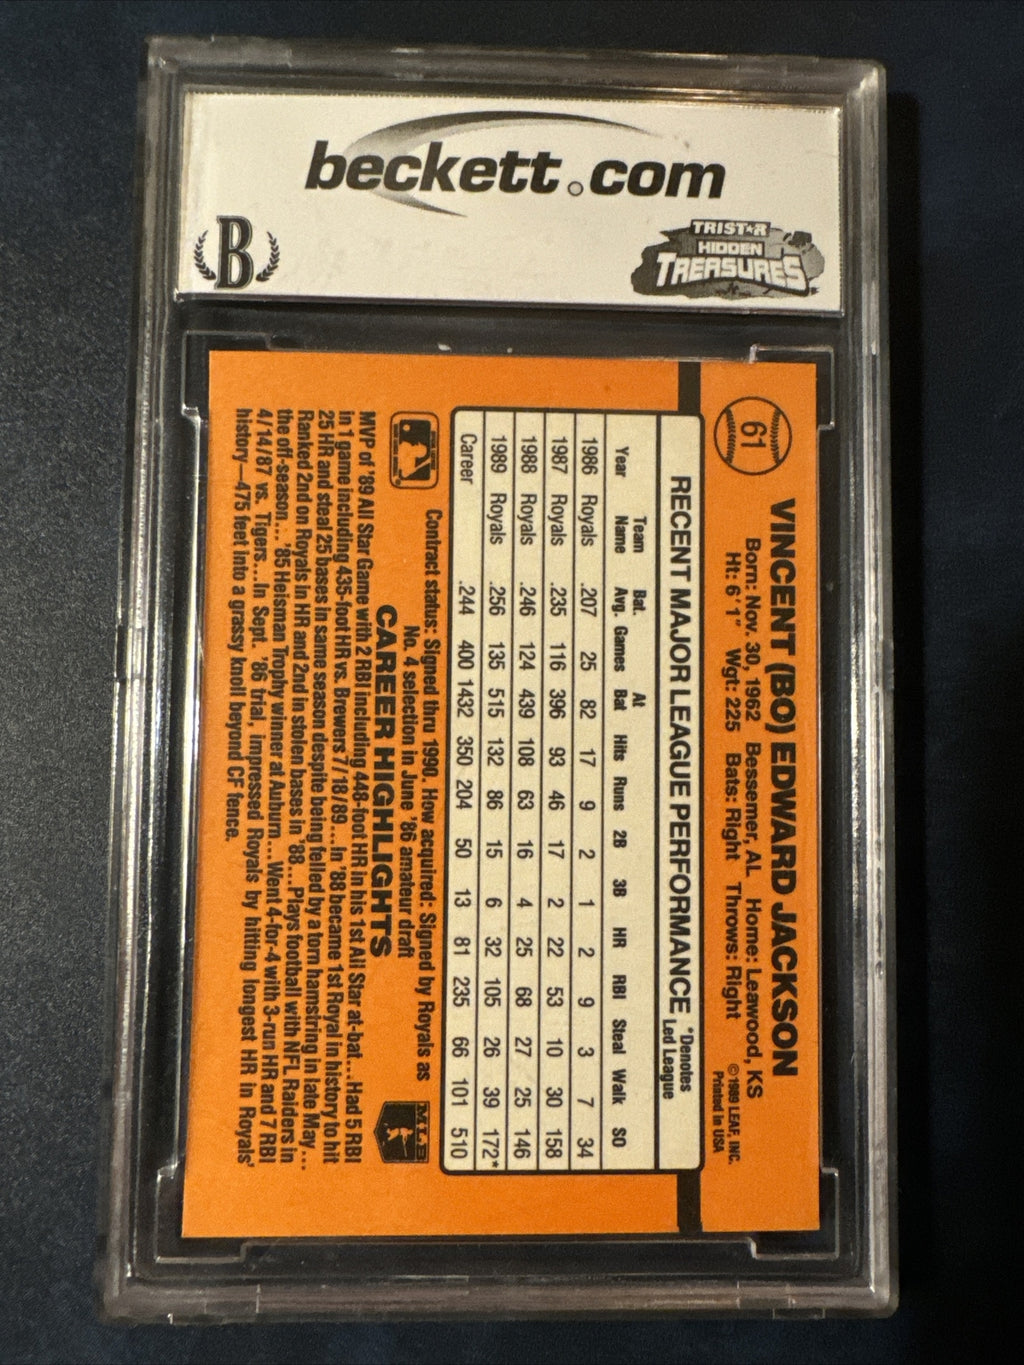 beckett.com
B
TRISTAR
HIDDEN
TREASURES
61
VINCENT (BO) EDWARD JACKSON
Born: Nov. 30, 1962 Bessemer, AL Home: Leawood, KS
Ht: 6'1" Wgt: 225 Bats: Right Throws: Right
©1989 LEAF, INC.
Printed in USA
RECENT MAJOR LEAGUE PERFORMANCE
*Denotes
Led League
Year Team Name Bat. Avg. Games At Bat Hits Runs 2B 3B HR RBI Steal Walk SO
1986 Royals .207 25 82 17 9 2 1 2 9 3 7 34
1987 Royals .235 116 396 93 46 17 2 22 53 10 30 158
1988 Royals .246 124 439 108 63 16 4 25 68 27 25 146
1989 Royals .256 135 515 132 86 15 6 32 105 26 39 172*
Career .244 400 1432 350 204 50 13 81 235 66 101 510
Contract status: Signed thru 1990. How acquired: Signed by Royals as
No. 4 selection in June '86 amateur draft
MLB
CAREER HIGHLIGHTS
MVP of '89 All Star Game with 2 RBI including 448-foot HR in his 1st All Star at-bat...Had 5 RBI
in 1 game including 435-foot HR vs. Brewers 7/18/89...In '88 became 1st Royal in history to hit
25 HR and steal 25 bases in same season despite being felled by a torn hamstring in late May...
Ranked 2nd on Royals in HR and 2nd in stolen bases in '88...Plays football with NFL Raiders in
the off-season...'85 Heisman Trophy winner at Auburn...Went 4-for-4 with 3-run HR and 7 RBI
4/14/87 vs. Tigers...In Sept. '86 trial, impressed Royals by hitting longest HR in Royals'
history—475 feet into a grassy knoll beyond CF fence.